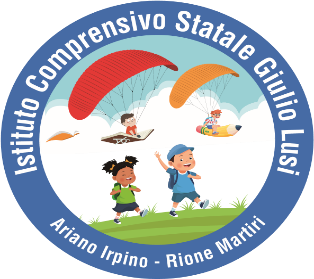 Istituto Comprensivo Statale Giulio Lusi
Ariano Irpino - Rione Martiri